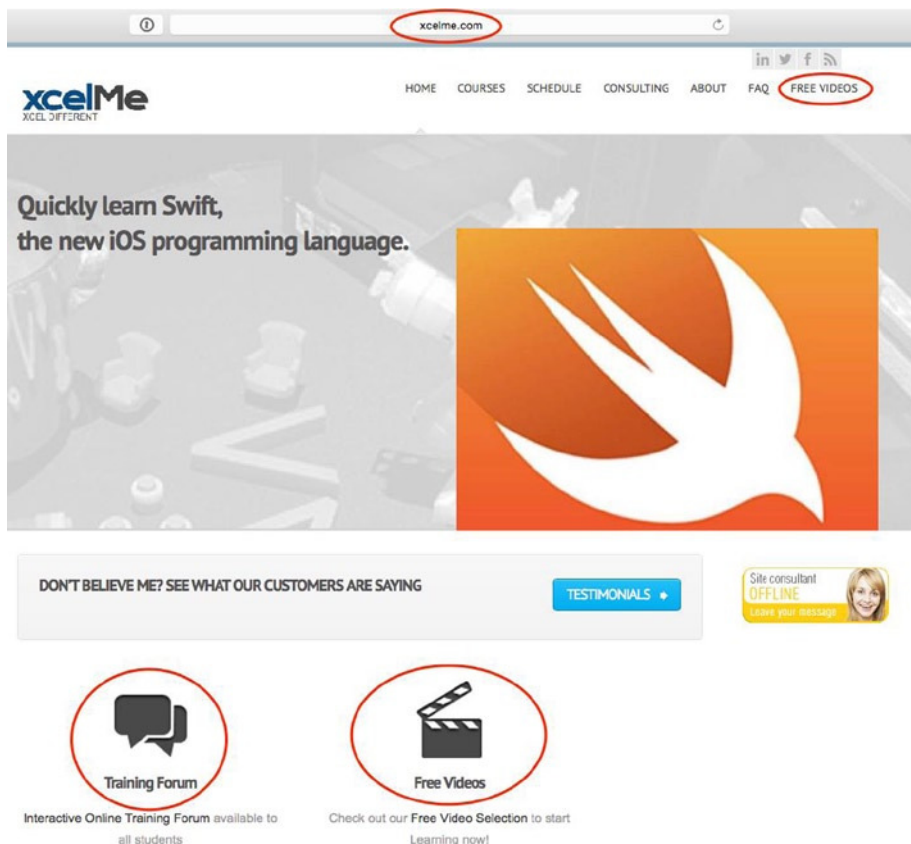 xcelme.com
in f
xcelMe
XCEL DIFFERENT
HOME COURSES SCHEDULE CONSULTING ABOUT FAQ FREE VIDEOS
Quickly learn Swift,
the new iOS programming language.
DON'T BELIEVE ME? SEE WHAT OUR CUSTOMERS ARE SAYING
TESTIMONIALS
Site consultant
OFFLINE
Leave your message
Training Forum
Interactive Online Training Forum available to
all students
Free Videos
Check out our Free Video Selection to start
Learning now!